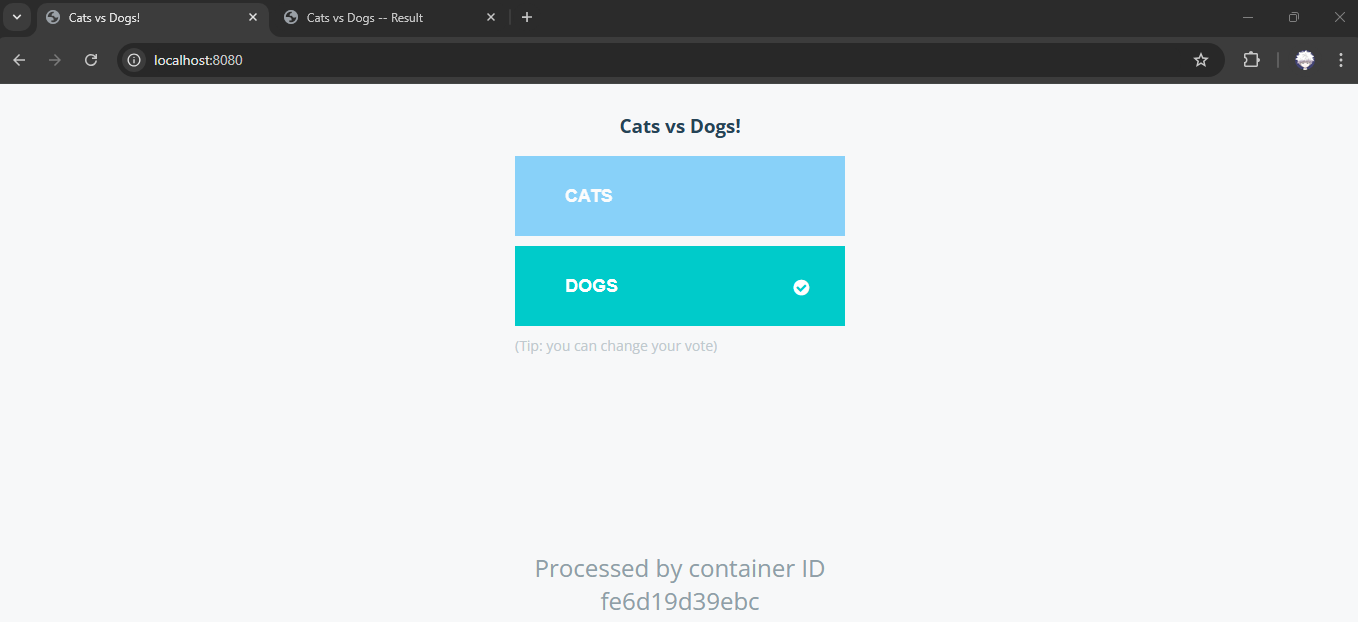 Cats vs Dogs!
Cats vs Dogs -- Result
localhost:8080
Cats vs Dogs!
CATS
DOGS
(Tip: you can change your vote)
Processed by container ID
fe6d19d39ebc